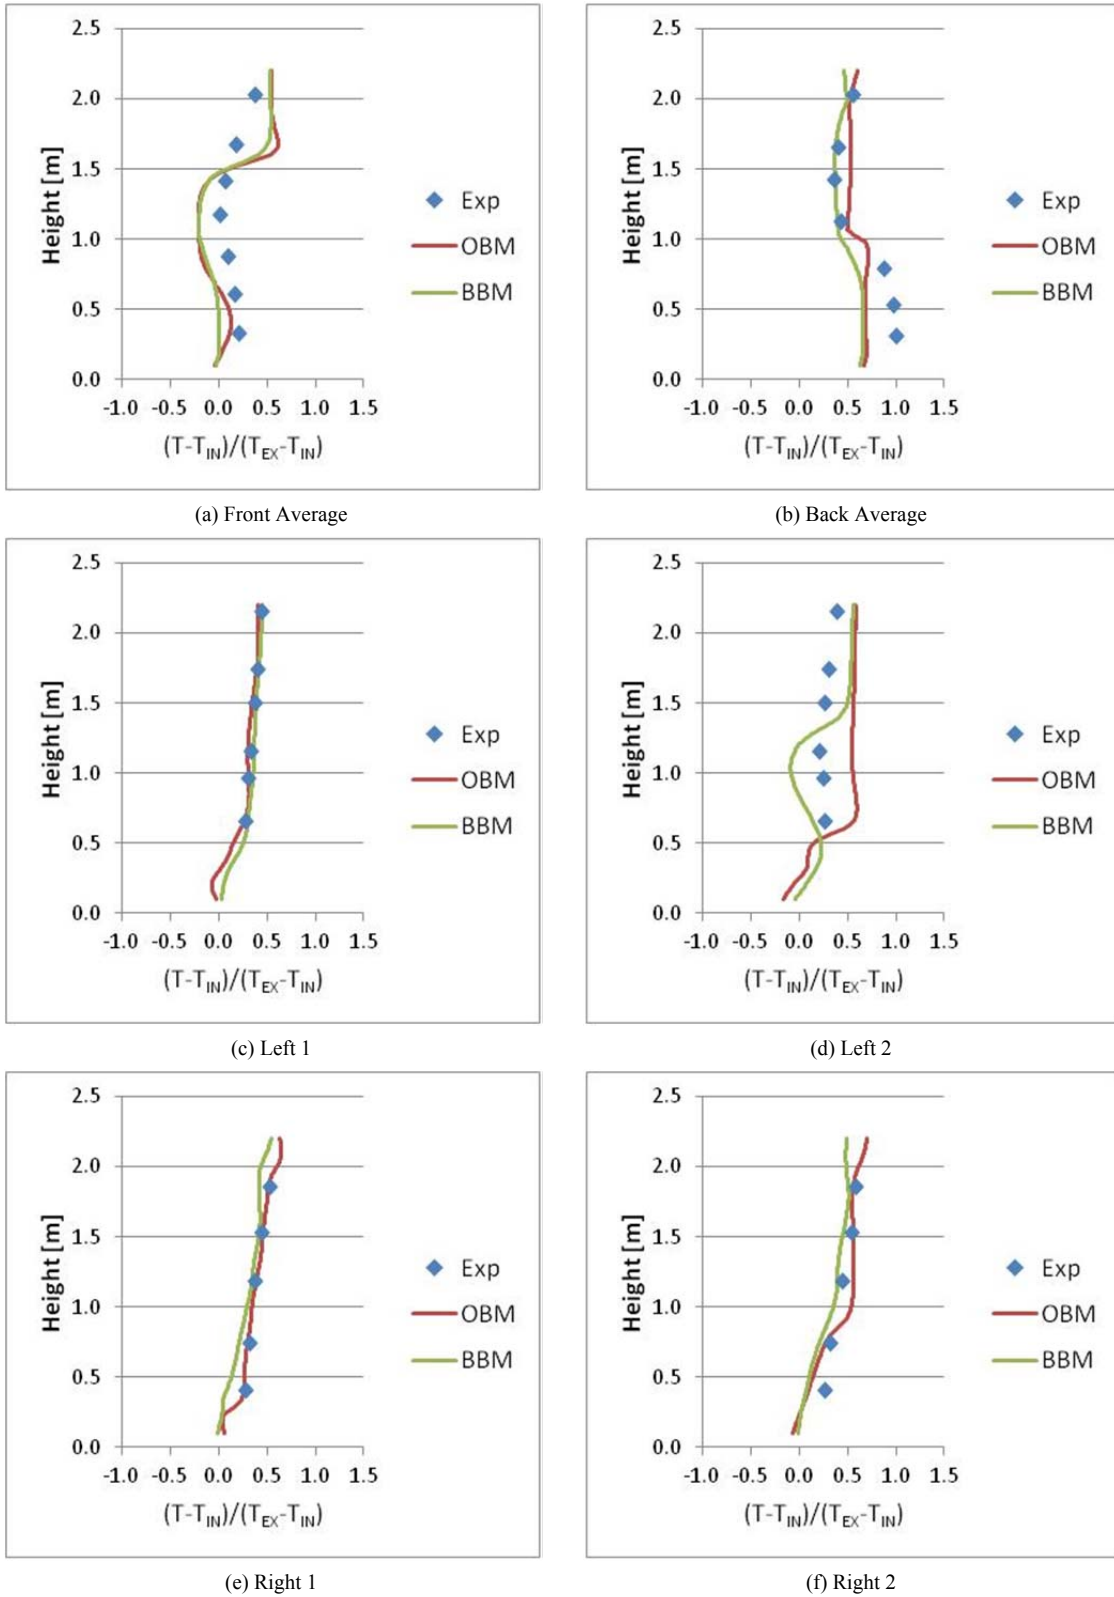 2.5
2.0
1.5
1.0
0.5
0.0
Height [m]
-1.0 -0.5 0.0 0.5 1.0 1.5
(T-TIN)/(TEX-TIN)
Exp
OBM
BBM
(a) Front Average
2.5
2.0
1.5
1.0
0.5
0.0
Height [m]
-1.0 -0.5 0.0 0.5 1.0 1.5
(T-TIN)/(TEX-TIN)
Exp
OBM
BBM
(b) Back Average
2.5
2.0
1.5
1.0
0.5
0.0
Height [m]
-1.0 -0.5 0.0 0.5 1.0 1.5
(T-TIN)/(TEX-TIN)
Exp
OBM
BBM
(c) Left 1
2.5
2.0
1.5
1.0
0.5
0.0
Height [m]
-1.0 -0.5 0.0 0.5 1.0 1.5
(T-TIN)/(TEX-TIN)
Exp
OBM
BBM
(d) Left 2
2.5
2.0
1.5
1.0
0.5
0.0
Height [m]
-1.0 -0.5 0.0 0.5 1.0 1.5
(T-TIN)/(TEX-TIN)
Exp
OBM
BBM
(e) Right 1
2.5
2.0
1.5
1.0
0.5
0.0
Height [m]
-1.0 -0.5 0.0 0.5 1.0 1.5
(T-TIN)/(TEX-TIN)
Exp
OBM
BBM
(f) Right 2